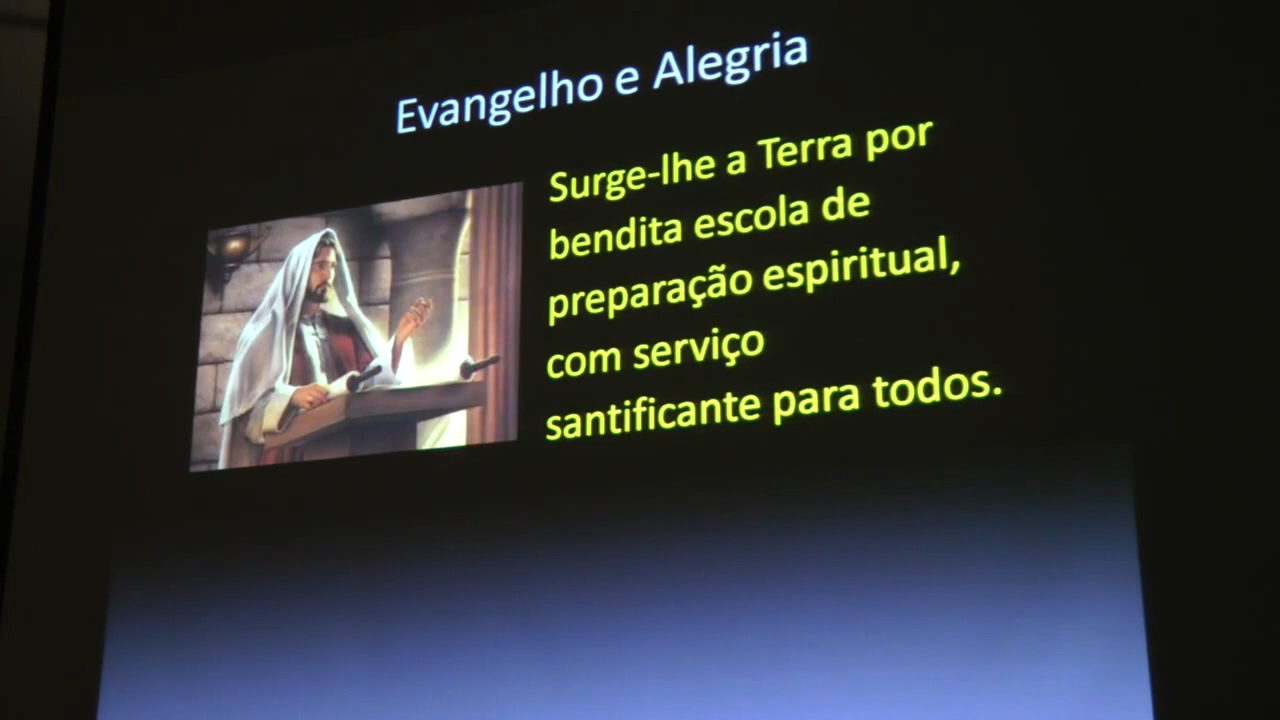 Evangelho e Alegria
Surge-lhe a Terra por
bendita escola de
preparação espiritual,
com serviço
santificante para todos.